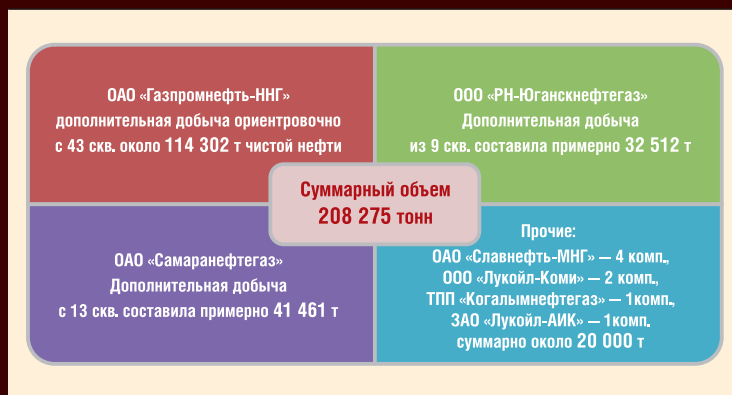 ОАО «Газпромнефть-ННГ»
дополнительная добыча ориентировочно
с 43 скв. около 114 302 т чистой нефти
ООО «РН-Юганскнефтегаз»
Дополнительная добыча
из 9 скв. составила примерно 32 512 т
Суммарный объем
208 275 тонн
ОАО «Самаранефтегаз»
Дополнительная добыча
с 13 скв. составила примерно 41 461 т
Прочие:
ОАО «Славнефть-МНГ» — 4 комп.,
ООО «Лукойл-Коми» — 2 комп.,
ТПП «Когалымнефтегаз» — 1комп.,
ЗАО «Лукойл-АИК» — 1комп.
суммарно около 20 000 т